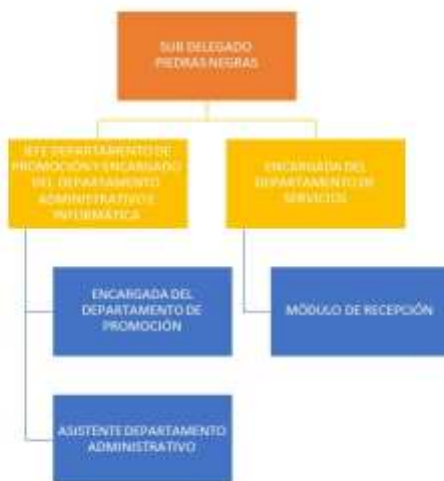 SUB DELEGADO
PIEDRAS NEGRAS
JEFE DEPARTAMENTO DE
PROMOCIÓN Y ENCARGADO
DEL DEPARTAMENTO
ADMINISTRATIVO E
INFORMÁTICA
ENCARGADA DEL
DEPARTAMENTO DE
SERVICIOS
ENCARGADA DEL
DEPARTAMENTO DE
PROMOCIÓN
MÓDULO DE RECEPCIÓN
ASISTENTE DEPARTAMENTO
ADMINISTRATIVO